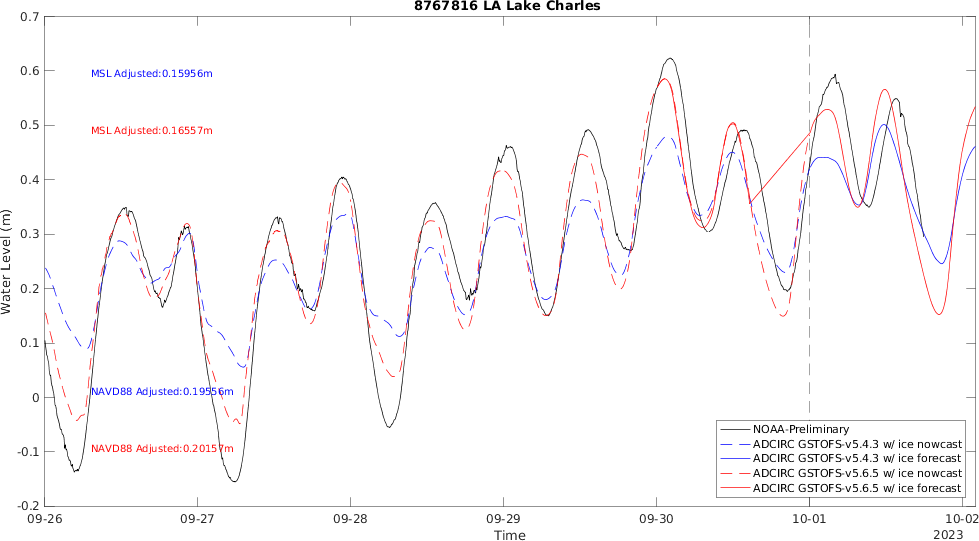 8767816 LA Lake Charles
0.7
0.6
0.5
0.4
0.3
0.2
0.1
0
-0.1
-0.2
Water Level (m)
MSL Adjusted:0.15956m
MSL Adjusted:0.16557m
NAVD88 Adjusted:0.19556m
NAVD88 Adjusted:0.20157m
NOAA-Preliminary
ADCIRC GSTOFS-v5.4.3 w/ ice nowcast
ADCIRC GSTOFS-v5.4.3 w/ ice forecast
ADCIRC GSTOFS-v5.6.5 w/ ice nowcast
ADCIRC GSTOFS-v5.6.5 w/ ice forecast
09-26 09-27 09-28 09-29 09-30 10-01 10-02
Time
2023